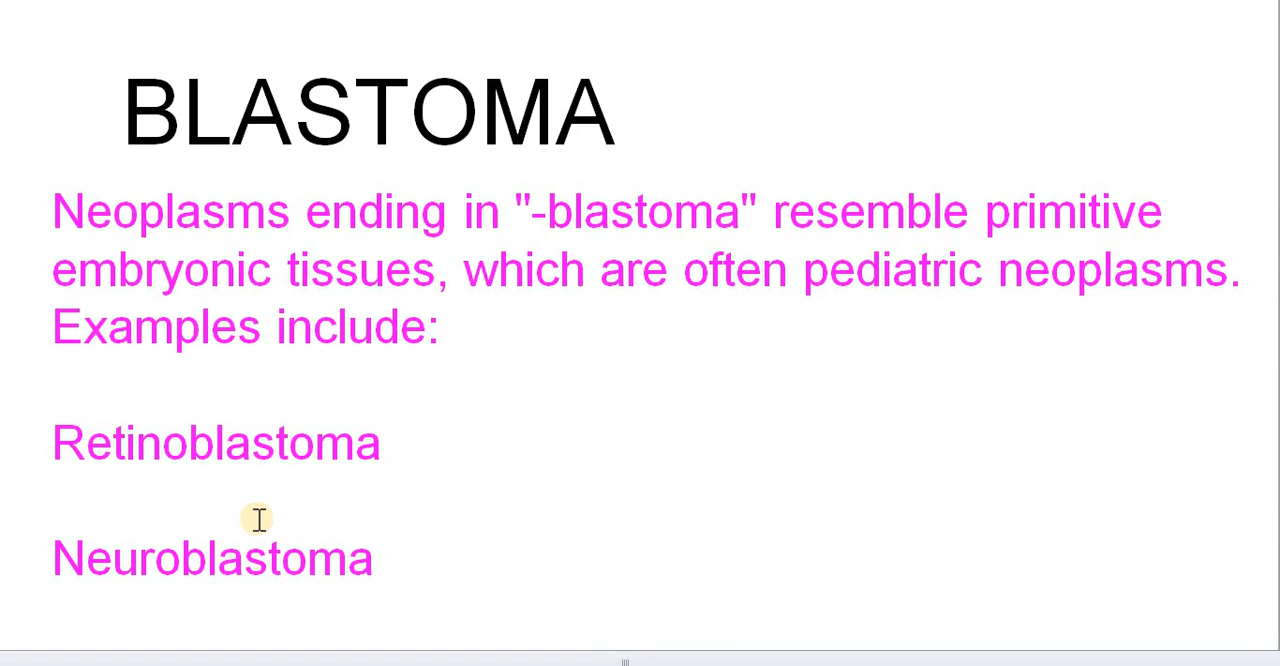 BLASTOMA
Neoplasms ending in "-blastoma" resemble primitive
embryonic tissues, which are often pediatric neoplasms.
Examples include:
Retinoblastoma
Neuroblastoma